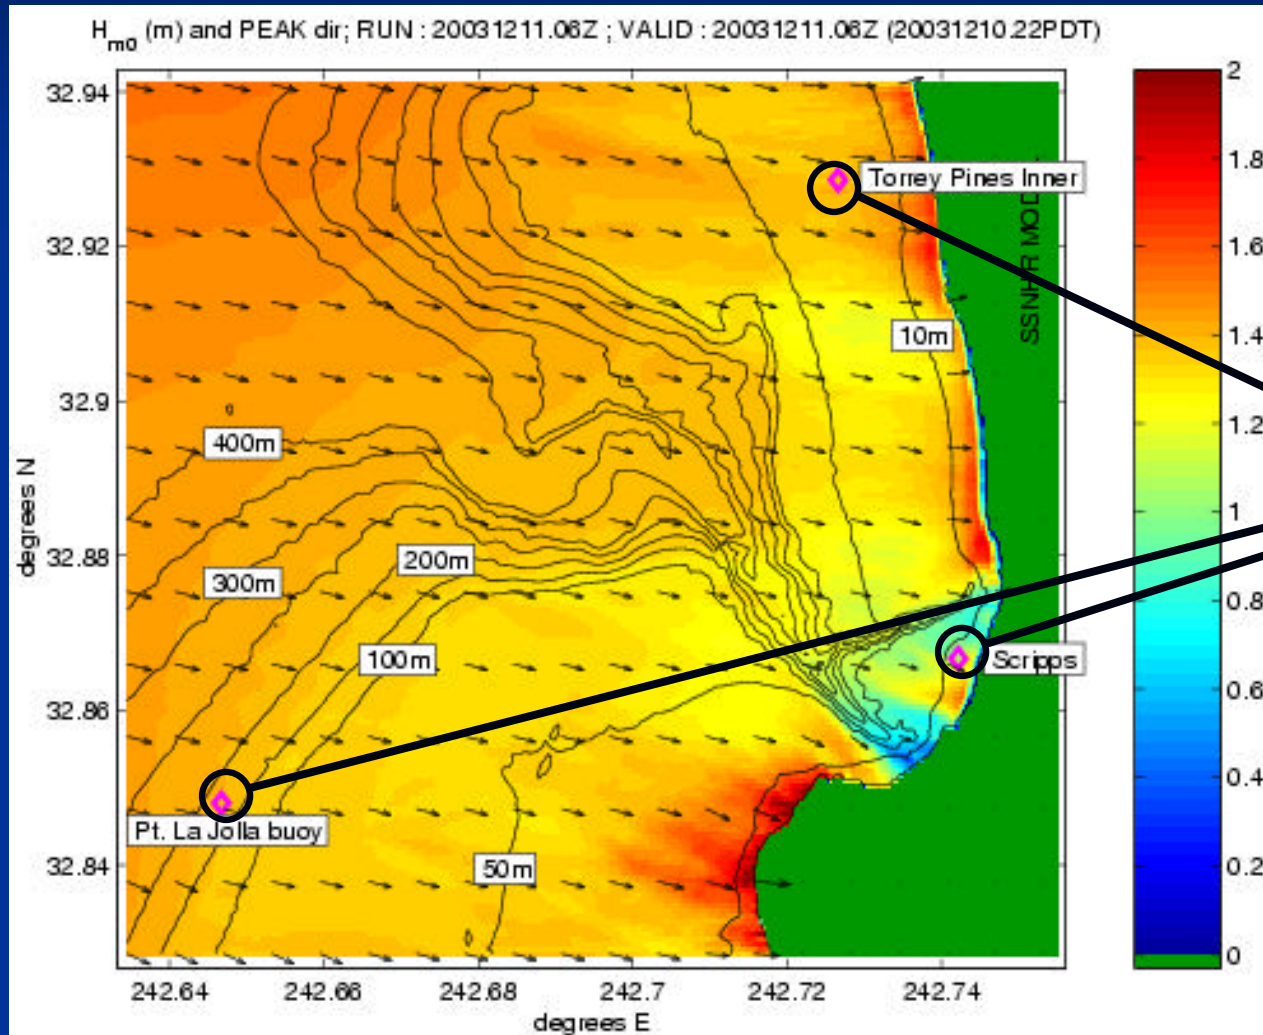 H_m0 (m) and PEAK dir; RUN : 20031211.06Z ; VALID : 20031211.06Z (20031210.22PDT)
32.94
32.92
32.9
32.88
32.86
32.84
degrees N
242.64
242.66
242.68
242.7
242.72
242.74
degrees E
Torrey Pines Inner
10m
400m
300m
200m
100m
Scripps
Pt. La Jolla buoy
50m
2
1.8
1.6
1.4
1.2
1
0.8
0.6
0.4
0.2
0